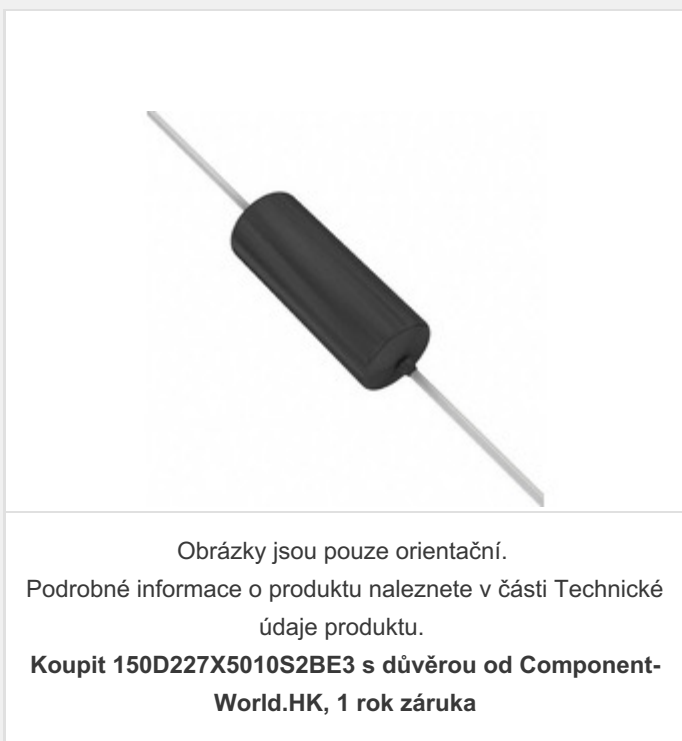 Obrázky jsou pouze orientační.
Podrobné informace o produktu naleznete v části Technické
údaje produktu.
Koupit 150D227X5010S2BE3 s důvěrou od Component-
World.HK, 1 rok záruka